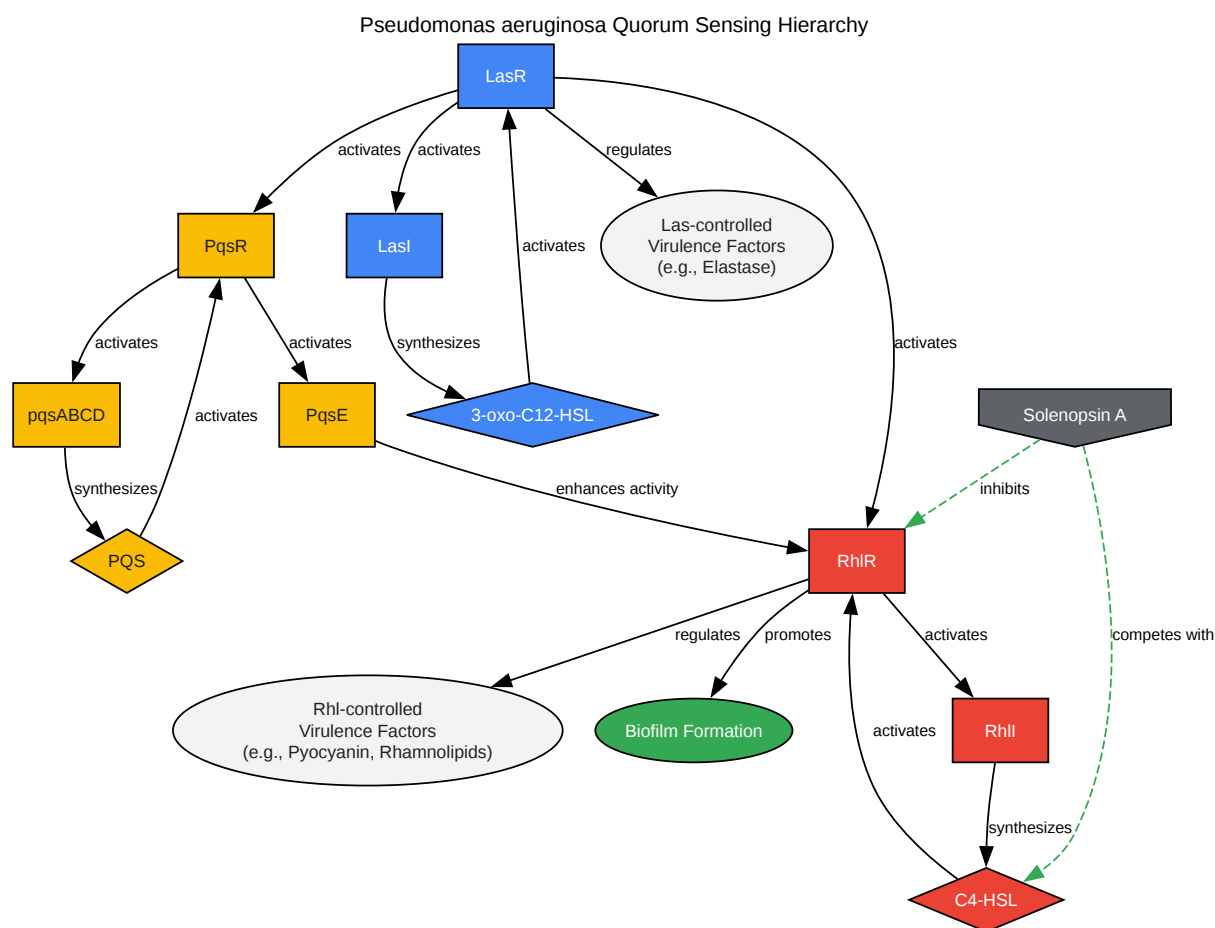 Pseudomonas aeruginosa Quorum Sensing Hierarchy
LasR
activates
activates
regulates
PqsR
LasI
activates
Las-controlled
Virulence Factors
(e.g., Elastase)
activates
activates
synthesizes
activates
pqsABCD
activates
PqsE
3-oxo-C12-HSL
Solenopsin A
synthesizes
enhances activity
inhibits
PQS
RhlR
regulates
promotes
activates
competes with
Rhl-controlled
Virulence Factors
(e.g., Pyocyanin, Rhamnolipids)
Biofilm Formation
activates
RhlI
synthesizes
C4-HSL